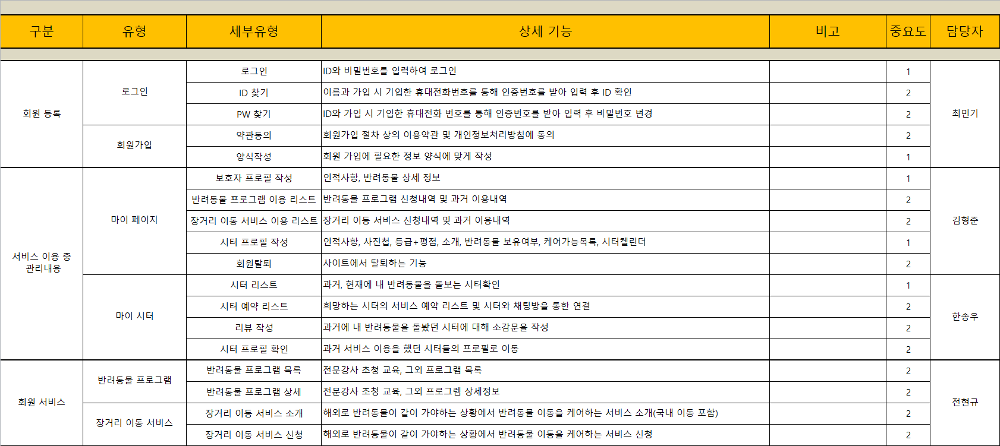 구분 유형 세부유형 상세 기능 비고 중요도 담당자
회원 등록 로그인 로그인 ID와 비밀번호를 입력하여 로그인 1 최민기
ID 찾기 이름과 가입 시 기입한 휴대전화번호를 통해 인증번호를 받아 입력 후 ID 확인 2
PW 찾기 ID와 가입 시 기입한 휴대전화 번호를 통해 인증번호를 받아 입력 후 비밀번호 변경 2
회원가입 약관동의 회원가입 절차 상의 이용약관 및 개인정보처리방침에 동의 2
양식작성 회원 가입에 필요한 정보 양식에 맞게 작성 1
서비스 이용 중
관리내용
마이 페이지 보호자 프로필 작성 인적사항, 반려동물 상세 정보 1 김형준
반려동물 프로그램 이용 리스트 반려동물 프로그램 신청내역 및 과거 이용내역 2
장거리 이동 서비스 이용 리스트 장거리 이동 서비스 신청내역 및 과거 이용내역 2
시터 프로필 작성 인적사항, 사진첩, 등급+평점, 소개, 반려동물 보유여부, 케어가능목록, 시터켈린더 1
회원탈퇴 사이트에서 탈퇴하는 기능 2
마이 시터 시터 리스트 과거, 현재에 내 반려동물을 돌보는 시터확인 1 한송우
시터 예약 리스트 희망하는 시터의 서비스 예약 리스트 및 시터와 채팅방을 통한 연결 2
리뷰 작성 과거에 내 반려동물을 돌봤던 시터에 대해 소감문을 작성 2
시터 프로필 확인 과거 서비스 이용을 했던 시터들의 프로필로 이동 2
회원 서비스 반려동물 프로그램 반려동물 프로그램 목록 전문강사 초청 교육, 그외 프로그램 목록 2 전현규
반려동물 프로그램 상세 전문강사 초청 교육, 그외 프로그렘 상세정보 2
장거리 이동 서비스 장거리 이동 서비스 소개 해외로 반려동물이 같이 가야하는 상황에서 반려동물 이동을 케어하는 서비스 소개(국내 이동 포함) 2
장거리 이동 서비스 신청 해외로 반려동물이 같이 가야하는 상황에서 반려동물 이동을 케어하는 서비스 신청 2